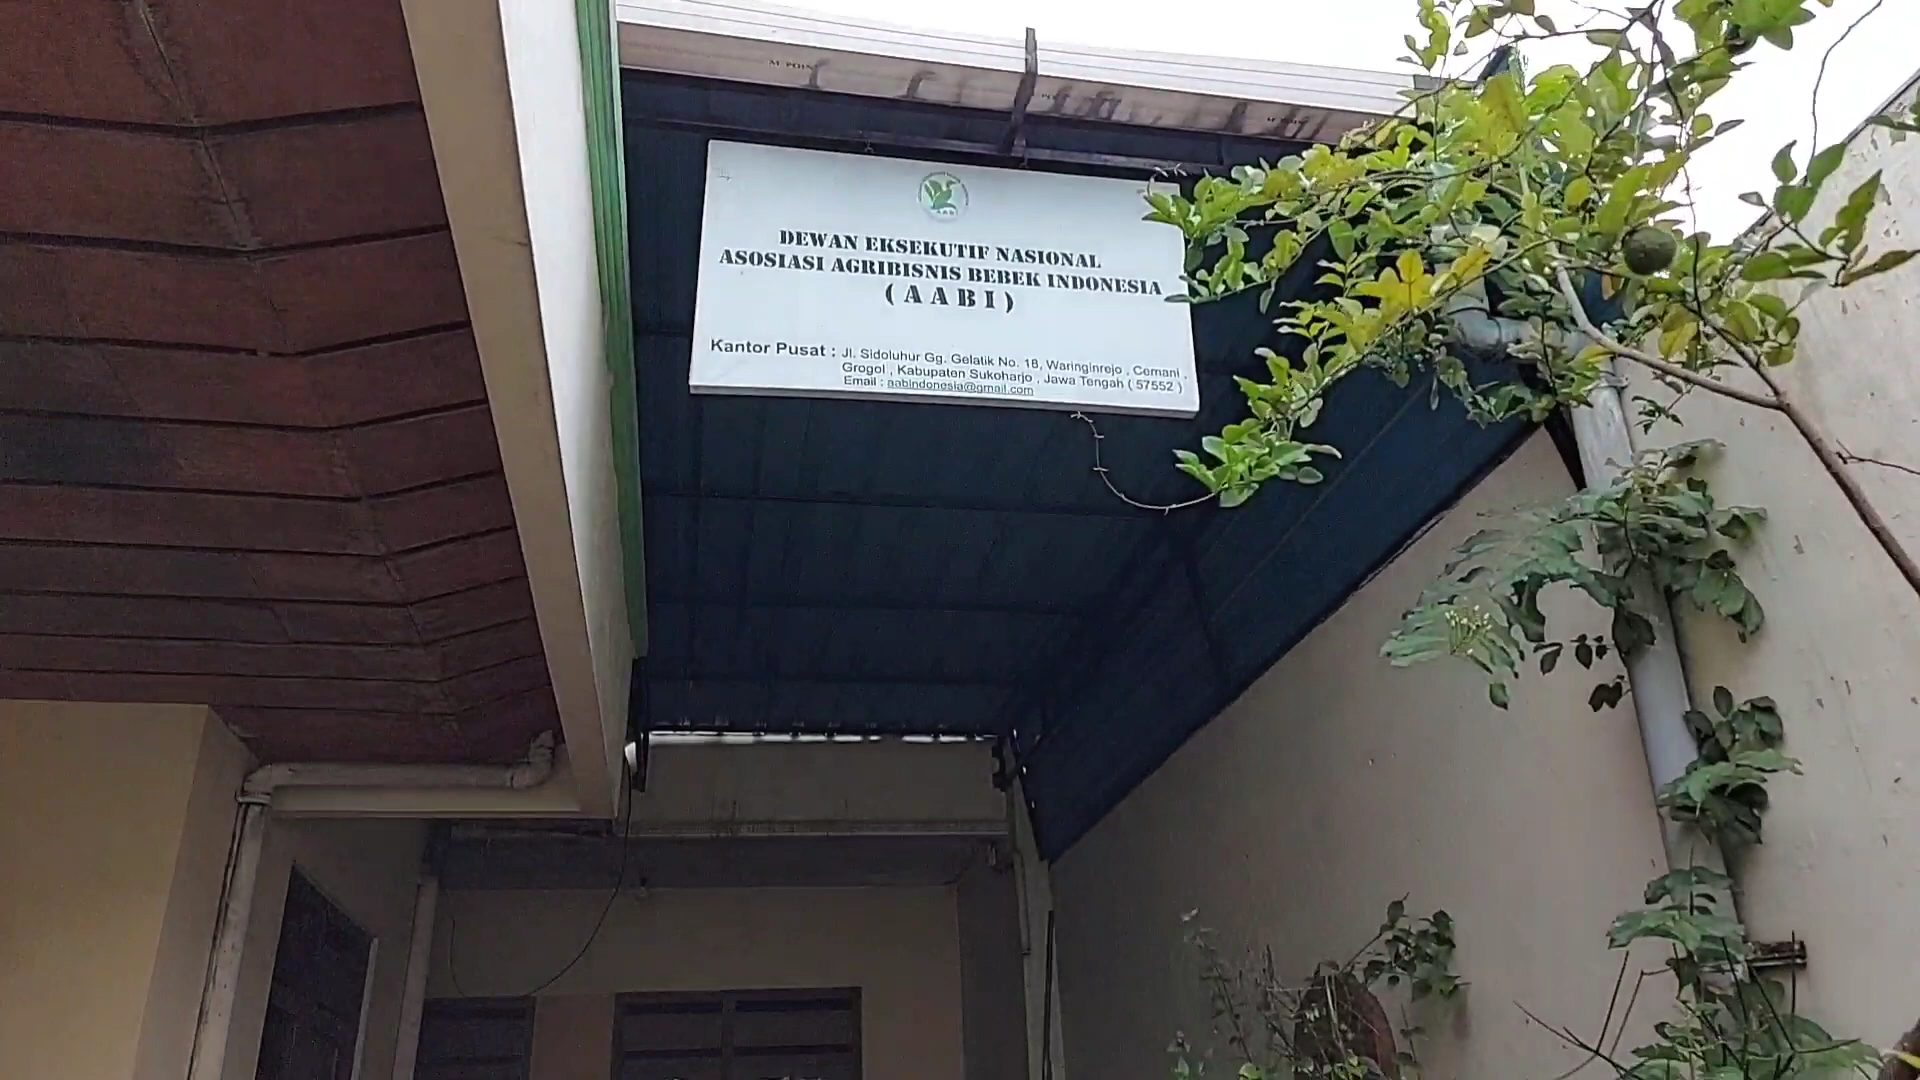 DEWAN EKSEKUTIF NASIONAL
ASOSIASI AGRIBISNIS BEBEK INDONESIA
( A A B I )
Kantor Pusat : Jl. Sidoluhur Gg. Gelatik No. 18, Waringinrejo , Cemani ,
Grogol , Kabupaten Sukoharjo , Jawa Tengah ( 57552 )
Email : aabindonesia@gmail.com